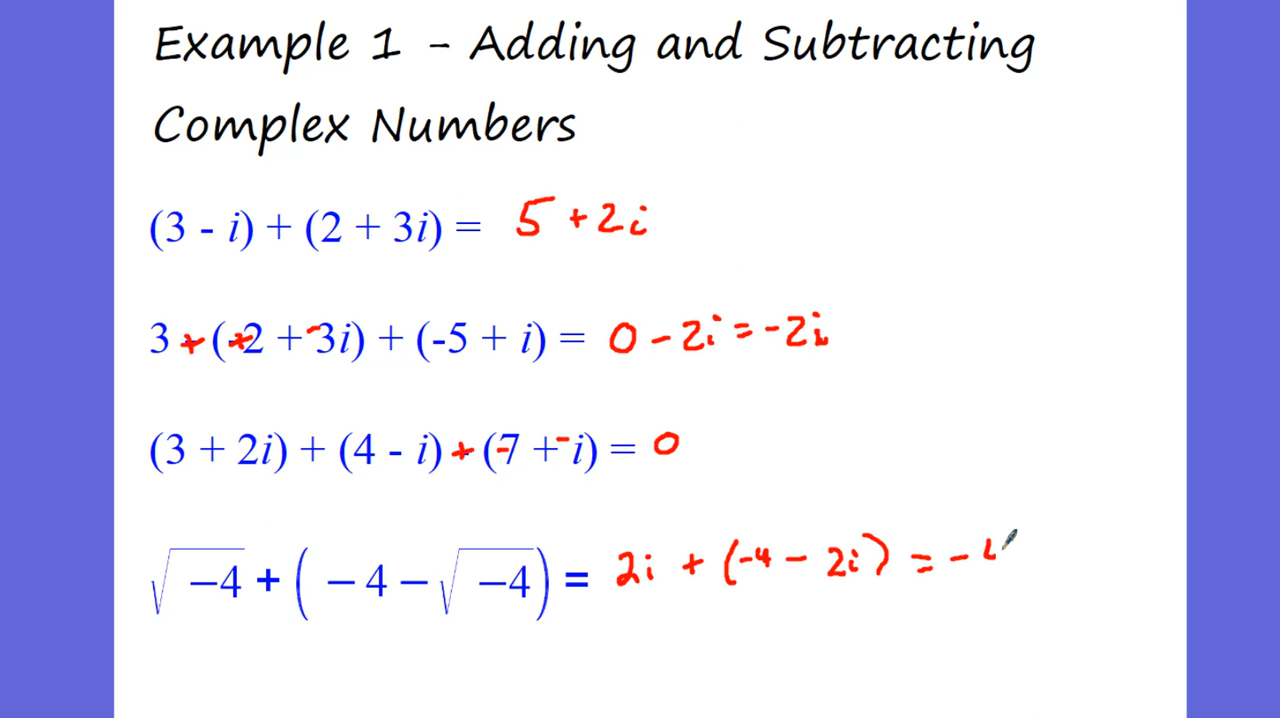 Example 1 - Adding and Subtracting
Complex Numbers
(3 - i) + (2 + 3i) = 5 + 2i
3 + (+2 + -3i) + (-5 + i) = 0 - 2i = -2i
(3 + 2i) + (4 - i) + (-7 + -i) = 0
√-4 + ( - 4 - √-4 ) = 2i + (-4 - 2i) = -4